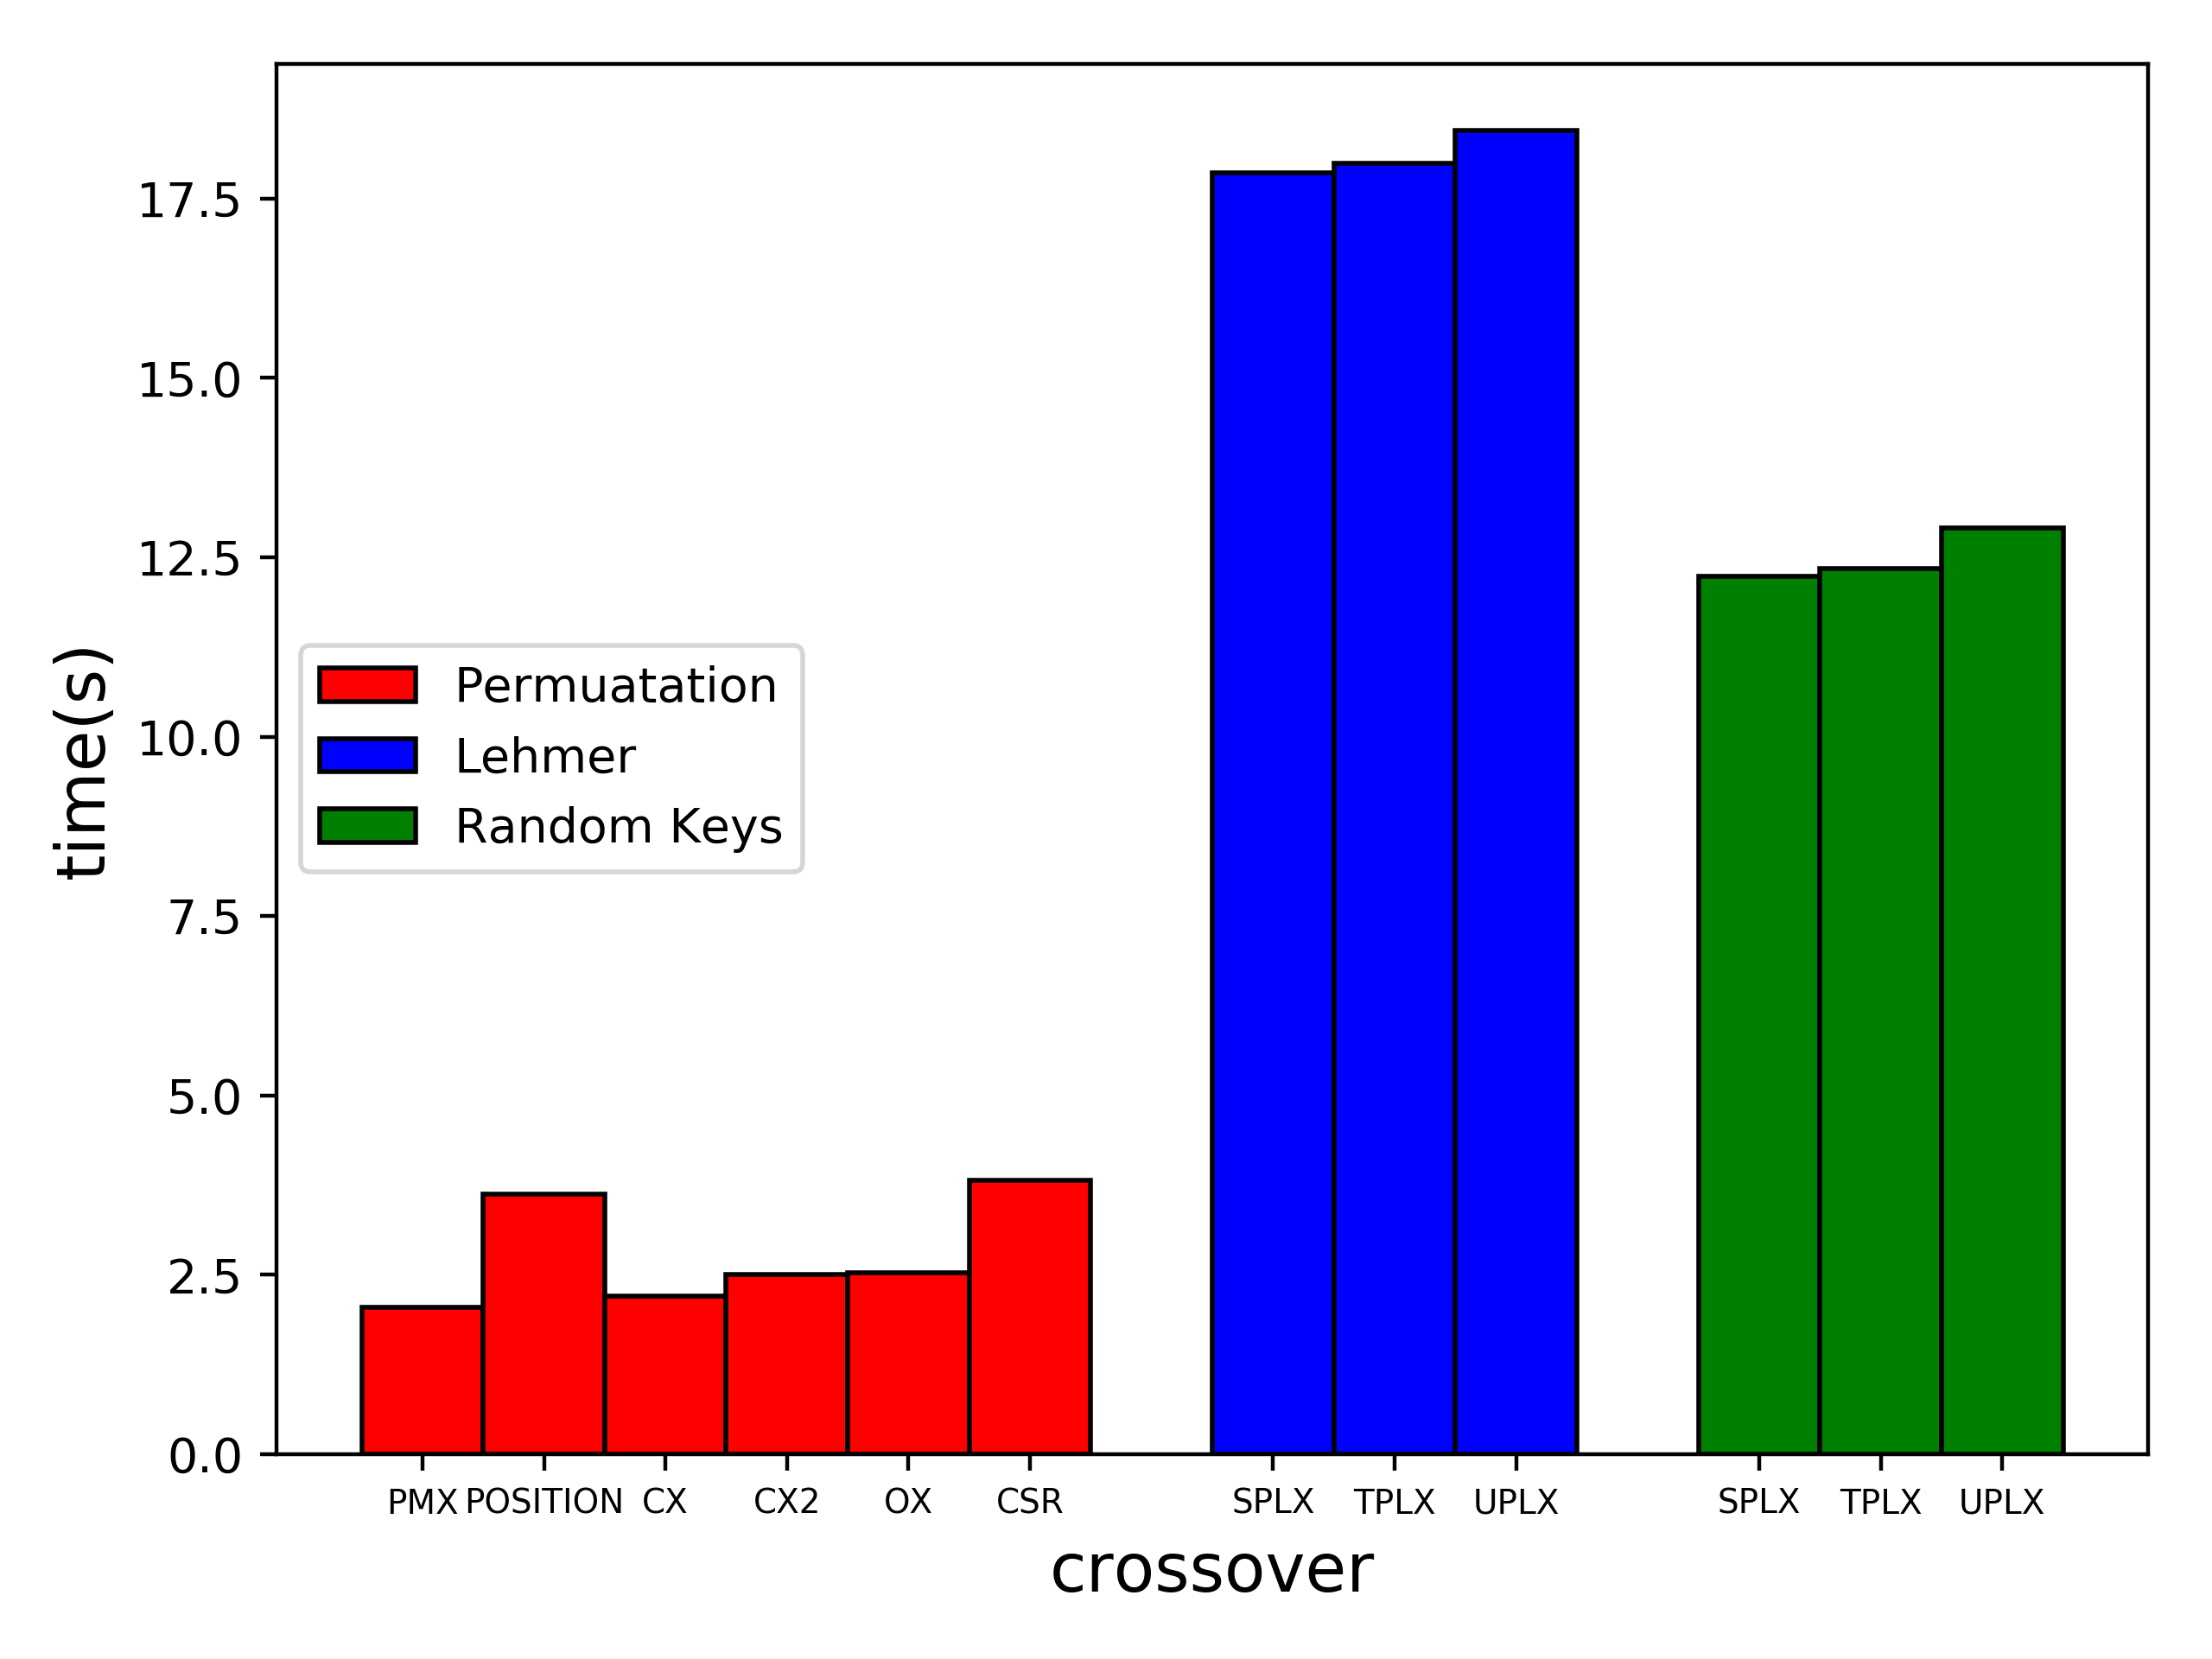 17.5
15.0
12.5
10.0
7.5
5.0
2.5
0.0
time(s)
Permuatation
Lehmer
Random Keys
PMX POSITION CX CX2 OX CSR SPLX TPLX UPLX SPLX TPLX UPLX
crossover